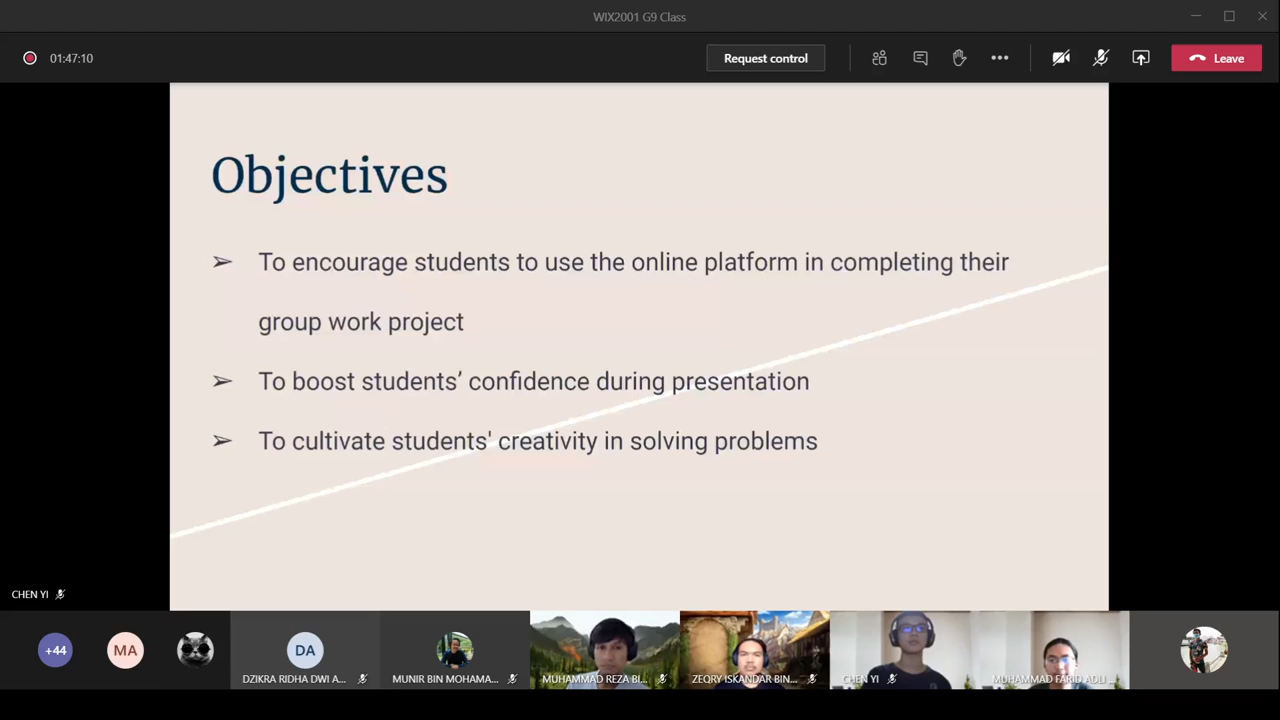 WIX2001 G9 Class
01:47:10
Request control
Leave
Objectives
➢ To encourage students to use the online platform in completing their
group work project
➢ To boost students’ confidence during presentation
➢ To cultivate students' creativity in solving problems
CHEN YI
+44
MA
DA
DZIKRA RIDHA DWI A...
MUNIR BIN MOHAMA...
MUHAMMAD REZA BI...
ZEQRY ISKANDAR BIN...
CHEN YI
MUHAMMAD FARID ADLI ...